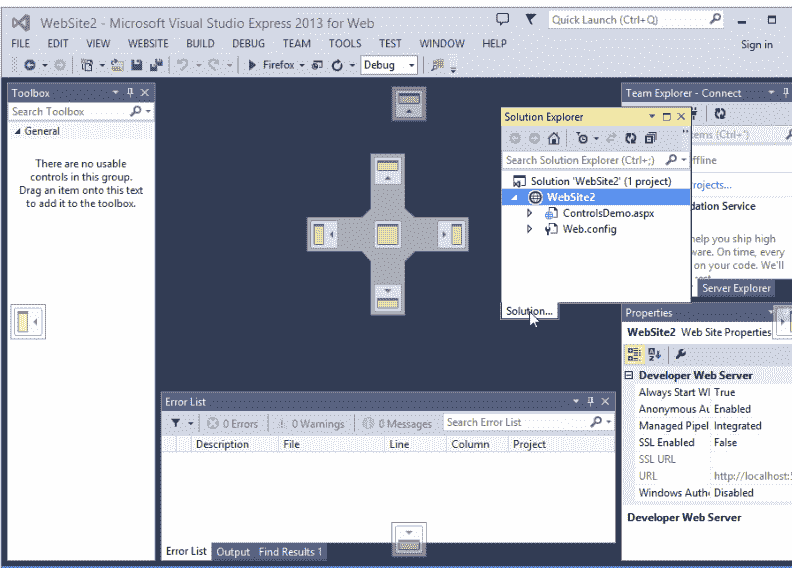 WebSite2 - Microsoft Visual Studio Express 2013 for Web
Quick Launch (Ctrl+Q)
FILE EDIT VIEW WEBSITE BUILD DEBUG TEAM TOOLS TEST WINDOW HELP
Sign in
Firefox Debug
Toolbox
Search Toolbox
General
There are no usable
controls in this group.
Drag an item onto this text
to add it to the toolbox.
Solution Explorer
Search Solution Explorer (Ctrl+;)
Solution 'WebSite2' (1 project)
WebSite2
ControlsDemo.aspx
Web.config
Solution...
Team Explorer - Connect
ems (Ctrl+')
ffline
rojects...
dation Service
help you ship high
ware. On time, every
on your code. We'll
Server Explorer
Properties
WebSite2 Web Site Properties
Developer Web Server
Always Start WI True
Anonymous Au Enabled
Managed Pipel Integrated
SSL Enabled False
SSL URL
URL http://localhost:5
Windows Authe Disabled
Developer Web Server
Error List
0 Errors 0 Warnings 0 Messages Search Error List
Description File Line Column Project
Error List Output Find Results 1